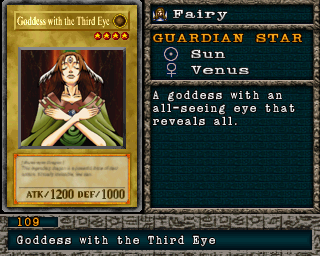 Goddess with the Third Eye
ATK/1200 DEF/1000
Fairy
GUARDIAN STAR
Sun
Venus
A goddess with an
all-seeing eye that
reveals all.
109
Goddess with the Third Eye